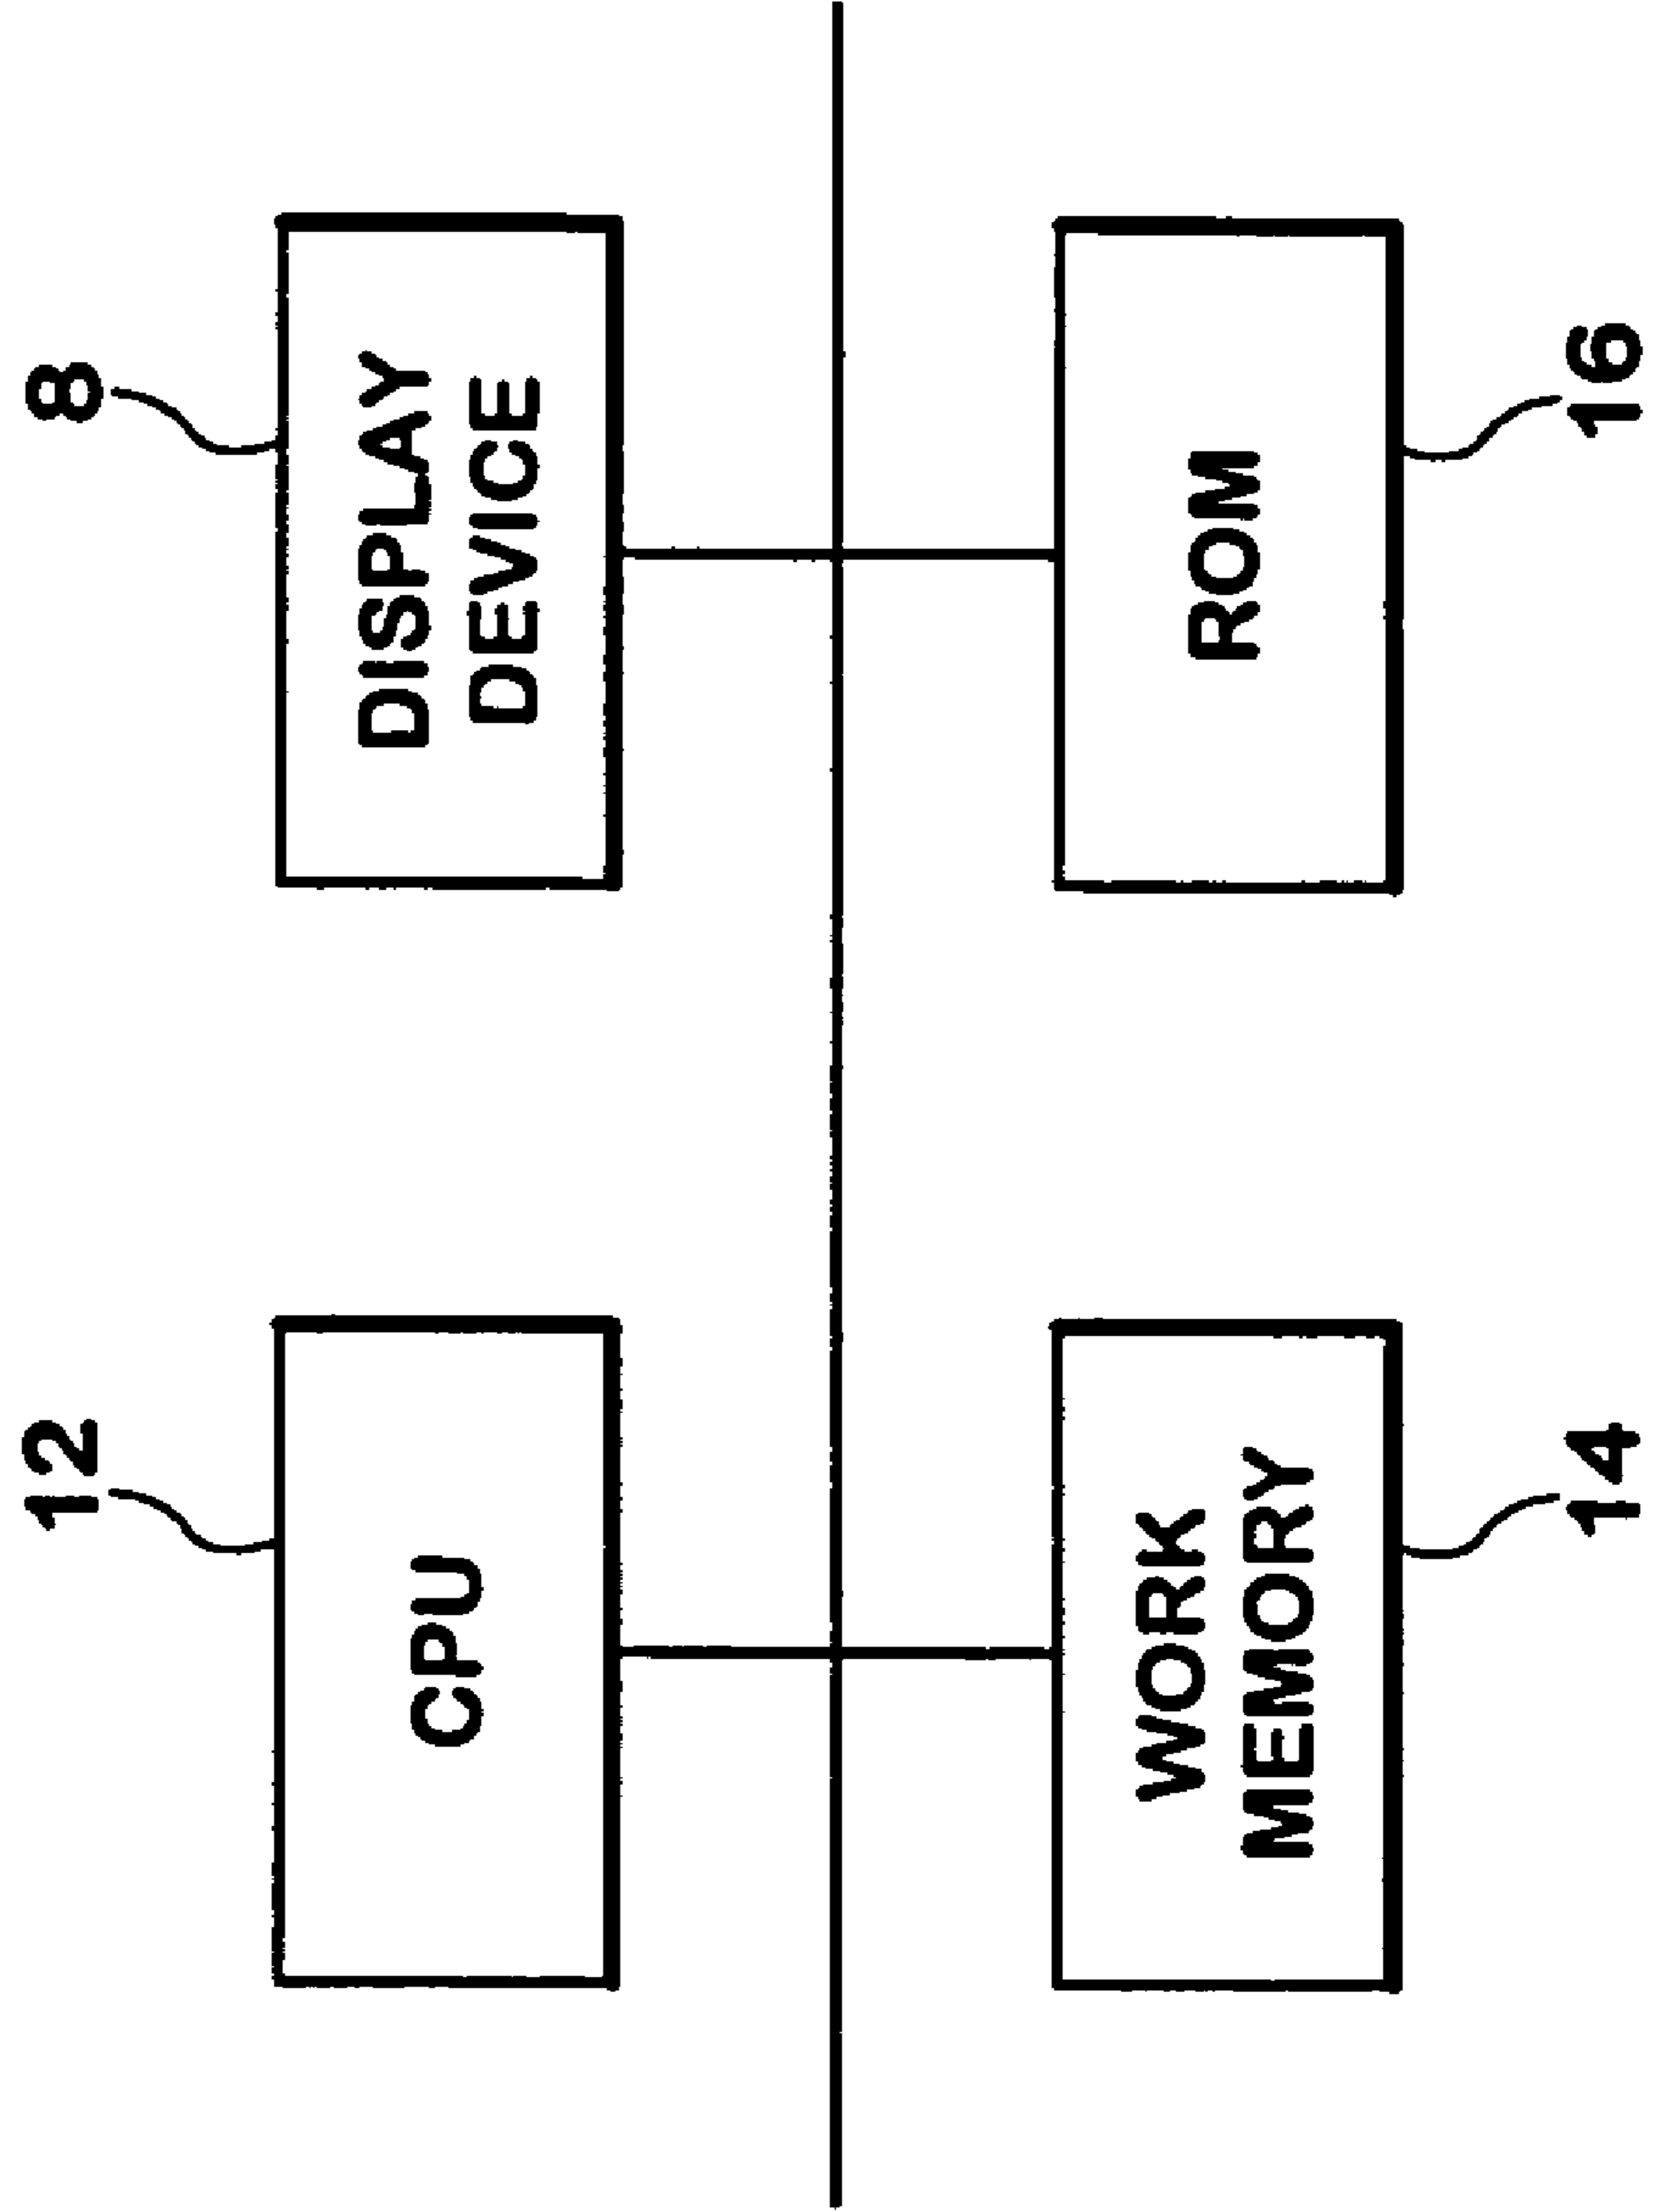 12
8
CPU
DISPLAY
DEVICE
WORK
MEMORY
ROM
14
16